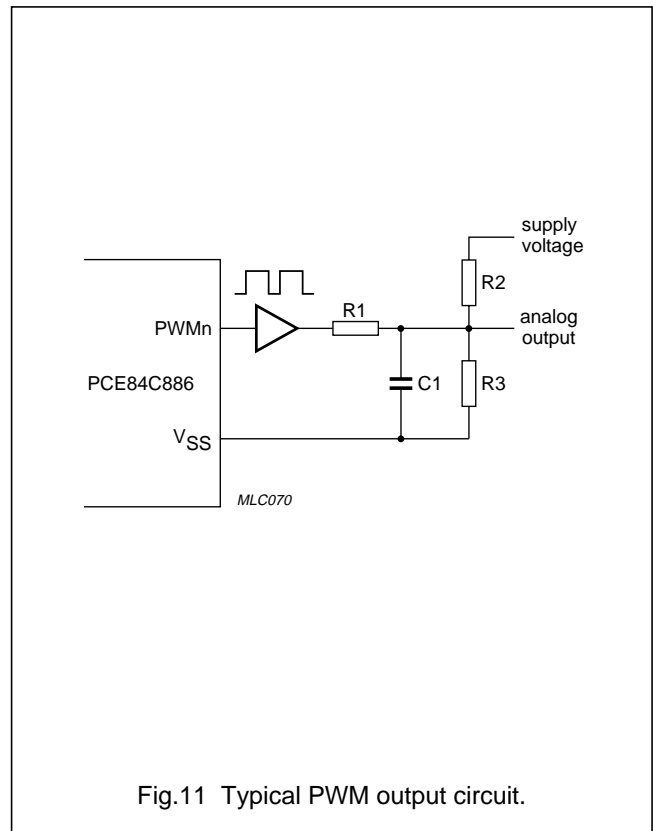 supply
voltage
R2
R1
analog
output
PWMn
PCE84C886
C1
R3
VSS
MLC070
Fig.11 Typical PWM output circuit.